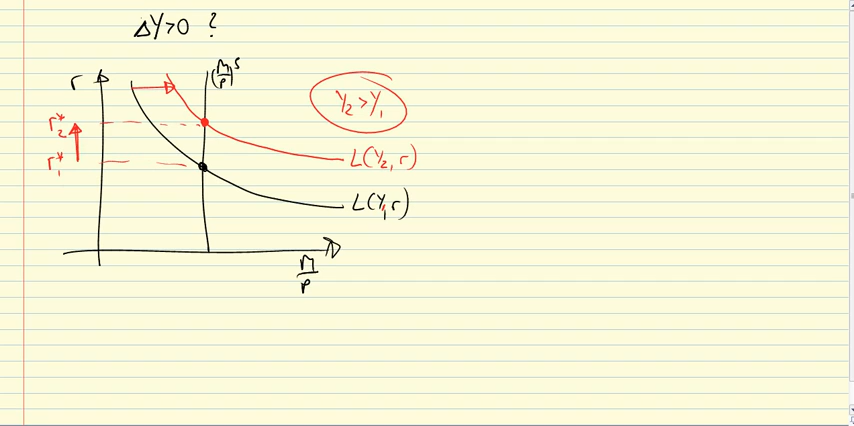 ΔY>0 ?
r
(M/P)^s
Y₂>Y₁
r₂*
r₁*
L(Y₂, r)
L(Y₁, r)
M/P